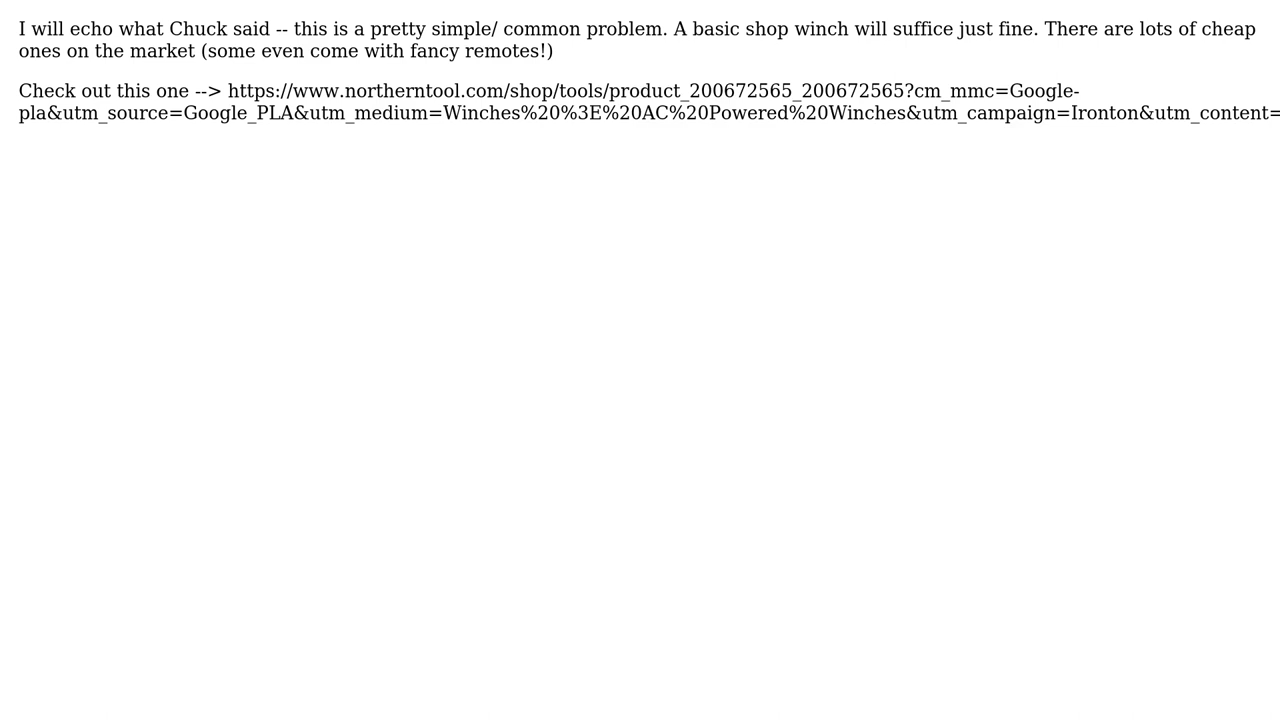 I will echo what Chuck said -- this is a pretty simple/ common problem. A basic shop winch will suffice just fine. There are lots of cheap
ones on the market (some even come with fancy remotes!)
Check out this one --> https://www.northerntool.com/shop/tools/product_200672565_200672565?cm_mmc=Google-
pla&utm_source=Google_PLA&utm_medium=Winches%20%3E%20AC%20Powered%20Winches&utm_campaign=Ironton&utm_content=